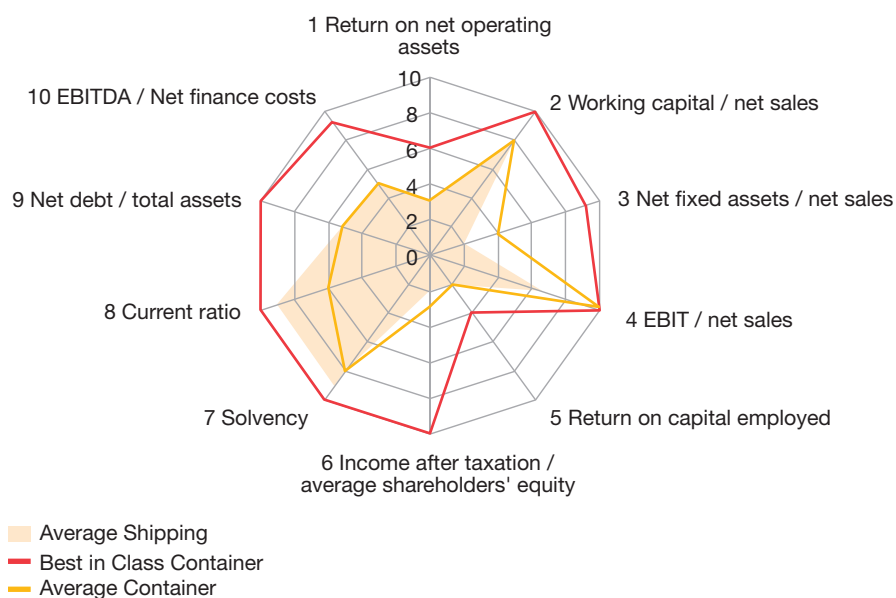 1 Return on net operating
assets
10 EBITDA / Net finance costs
2 Working capital / net sales
9 Net debt / total assets
3 Net fixed assets / net sales
8 Current ratio
4 EBIT / net sales
7 Solvency
5 Return on capital employed
6 Income after taxation /
average shareholders' equity
10
8
6
4
2
0
Average Shipping
Best in Class Container
Average Container